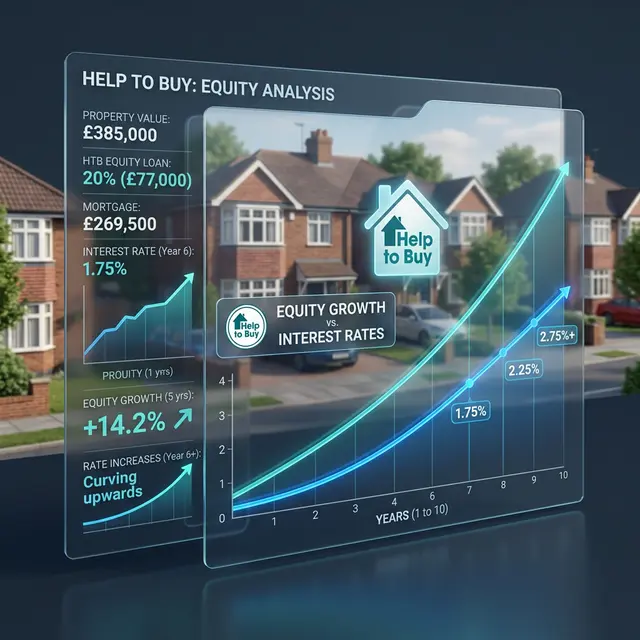 HELP TO BUY: EQUITY ANALYSIS
PROPERTY VALUE:
£385,000
HTB EQUITY LOAN:
20% (£77,000)
MORTGAGE:
£269,500
INTEREST RATE (Year 6):
1.75%
PROUITY (1 yrrs)
EQUITY GROWTH (5 yrs):
+14.2%
RATE INCREASES (Year 6+):
Curving
upwards
Help
to Buy
Help
to Buy
EQUITY GROWTH
VS.
INTEREST RATES
2.75%+
2.25%
1.75%
4
3
2
1
0
1 2 3 4 6 7 8 9 10
YEARS (1 to 10)